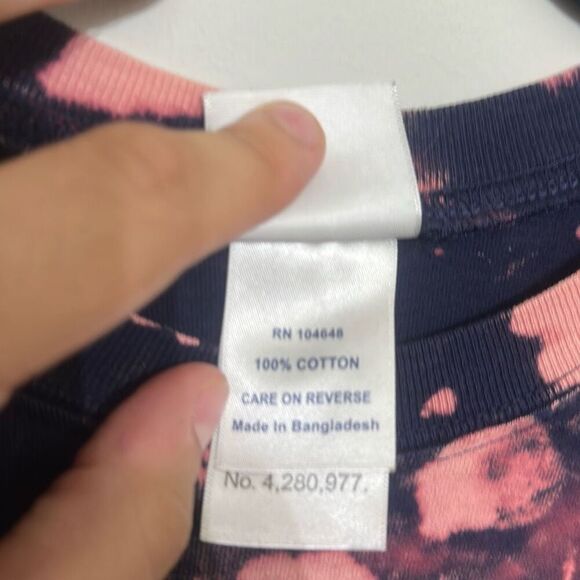 RN 104648
100% COTTON
CARE ON REVERSE
Made In Bangladesh
No. 4,280,977.